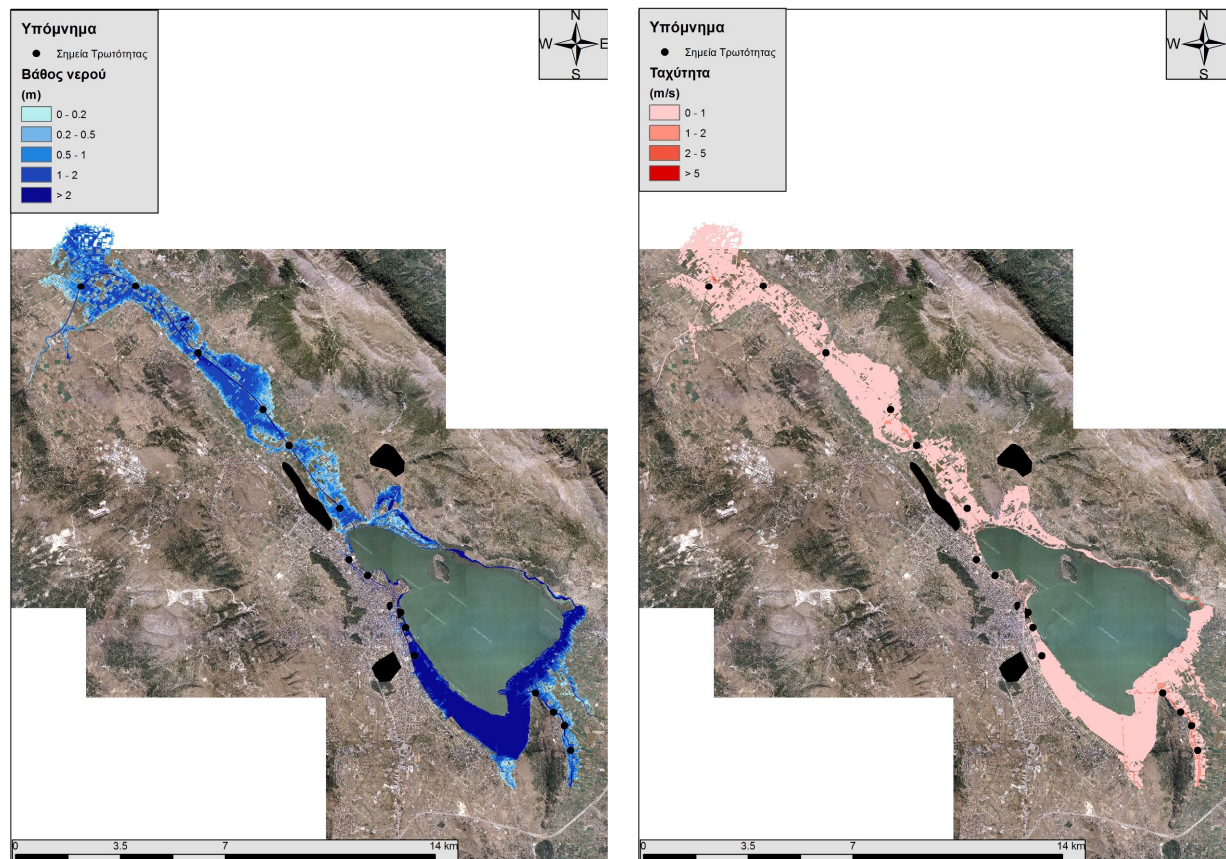 Υπόμνημα
Σημεία Τρωτότητας
Βάθος νερού
(m)
0 - 0.2
0.2 - 0.5
0.5 - 1
1 - 2
> 2
N
W E
S
0 3.5 7 14 km
Υπόμνημα
Σημεία Τρωτότητας
Ταχύτητα
(m/s)
0 - 1
1 - 2
2 - 5
> 5
N
W E
S
0 3.5 7 14 km